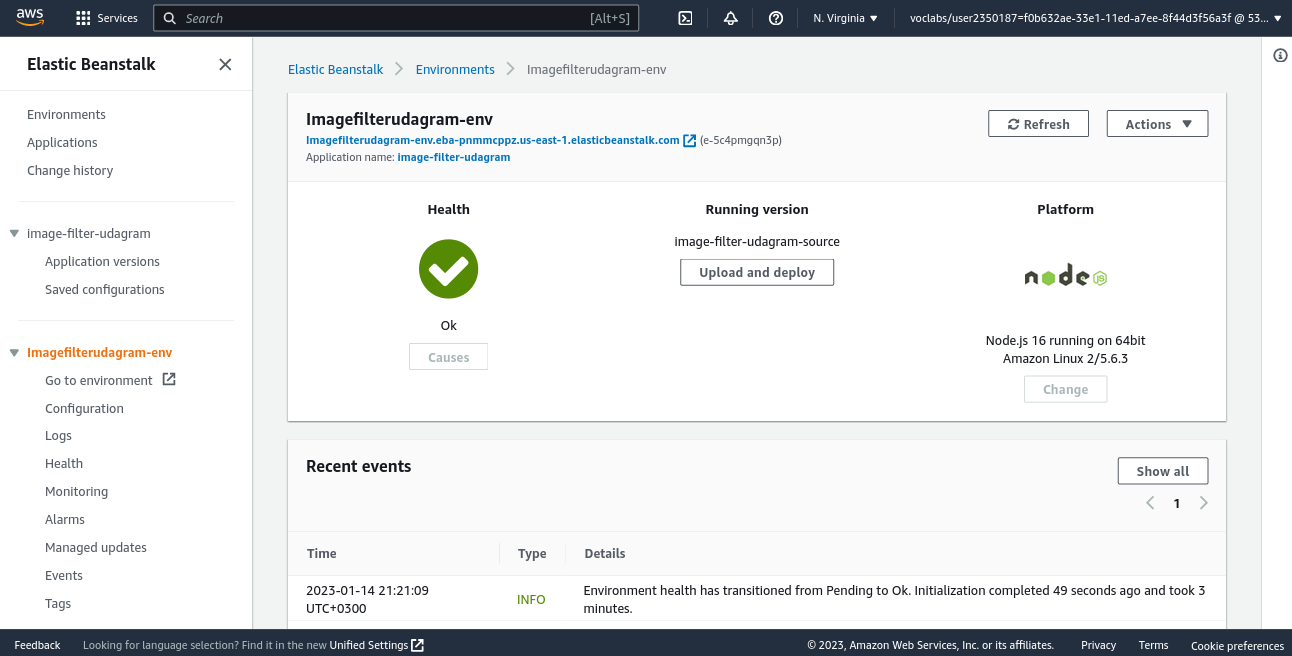 aws
Services
Search
[Alt+S]
N. Virginia
voclabs/user2350187=f0b632ae-33e1-11ed-a7ee-8f44d3f56a3f @ 53...
Elastic Beanstalk
Environments
Applications
Change history
image-filter-udagram
Application versions
Saved configurations
Imagefilterudagram-env
Go to environment
Configuration
Logs
Health
Monitoring
Alarms
Managed updates
Events
Tags
Elastic Beanstalk
Environments
Imagefilterudagram-env
Imagefilterudagram-env
Imagefilterudagram-env.eba-pnmmcppz.us-east-1.elasticbeanstalk.com (e-5c4pmgqn3p)
Application name: image-filter-udagram
Refresh
Actions
Health
Ok
Causes
Running version
image-filter-udagram-source
Upload and deploy
Platform
node JS
Node.js 16 running on 64bit
Amazon Linux 2/5.6.3
Change
Recent events
Show all
1
Time
Type
Details
2023-01-14 21:21:09
UTC+0300
INFO
Environment health has transitioned from Pending to Ok. Initialization completed 49 seconds ago and took 3
minutes.
Feedback
Looking for language selection? Find it in the new Unified Settings
© 2023, Amazon Web Services, Inc. or its affiliates.
Privacy
Terms
Cookie preferences